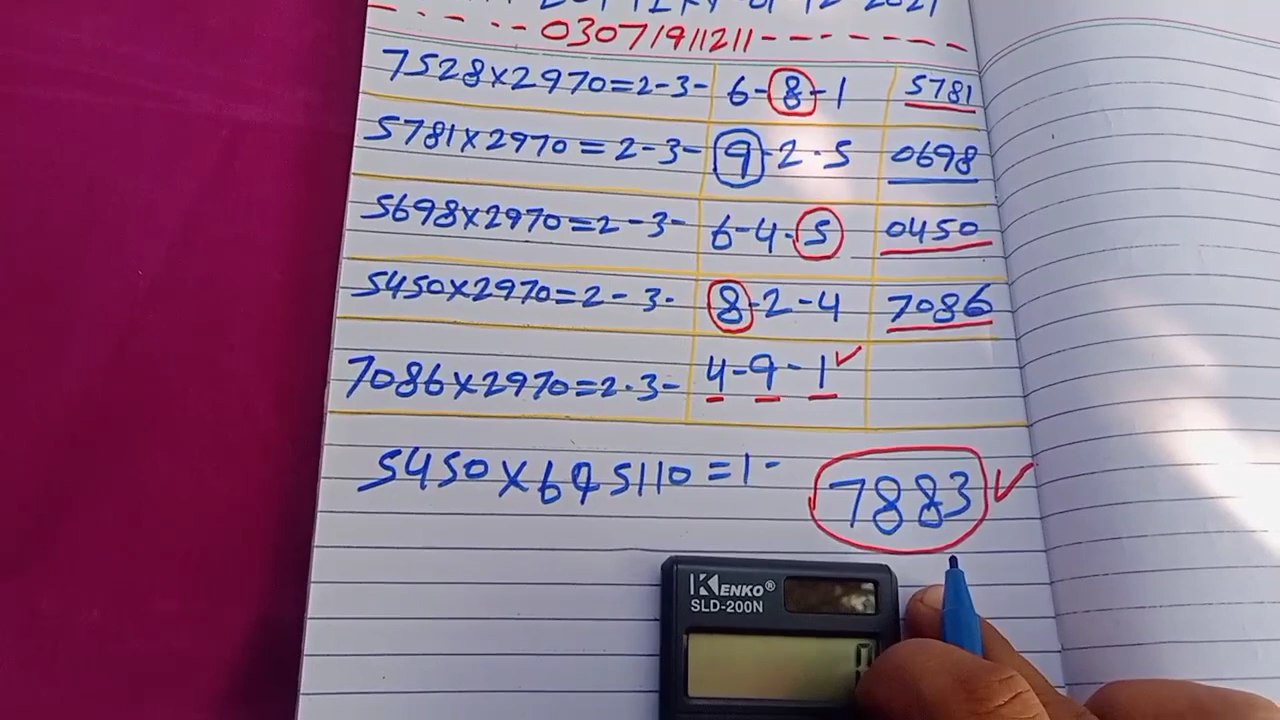 03071911211
7528×2970=2-3- 6-8-1 5781
5781×2970=2-3- 9-2-5 0698
5698×2970=2-3- 6-4-5 0450
5450×2970=2-3- 8-2-4 7086
7086×2970=2-3- 4-9-1
5450×695110=1- 7883
KENKO®
SLD-200N